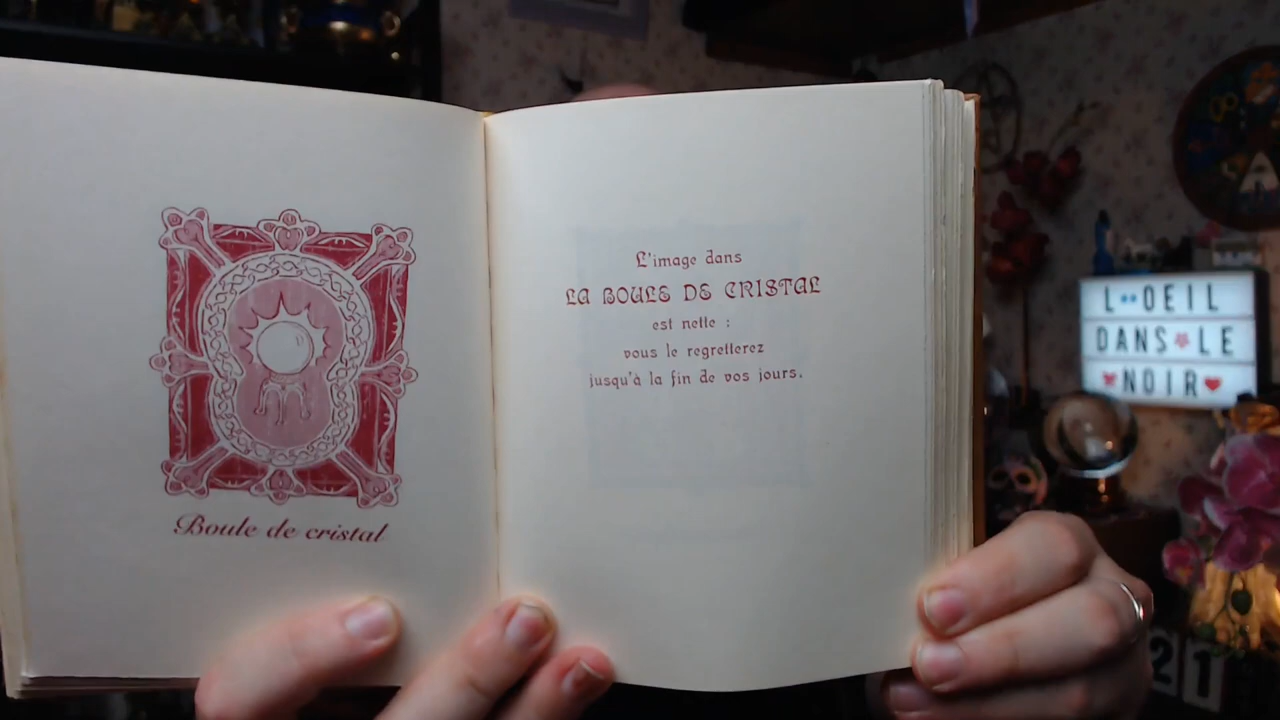 Boule de cristal
L'image dans
LA BOULE DE CRISTAL
est nette :
vous le regretterez
jusqu'à la fin de vos jours.
L OEIL
DANS LE
NOIR
21